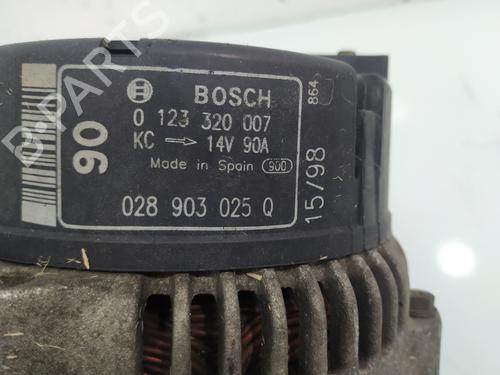 BOSCH
0 123 320 007
KC → 14V 90A
Made in Spain 900
028 903 025 Q
90
15/98
864
B-PARTS